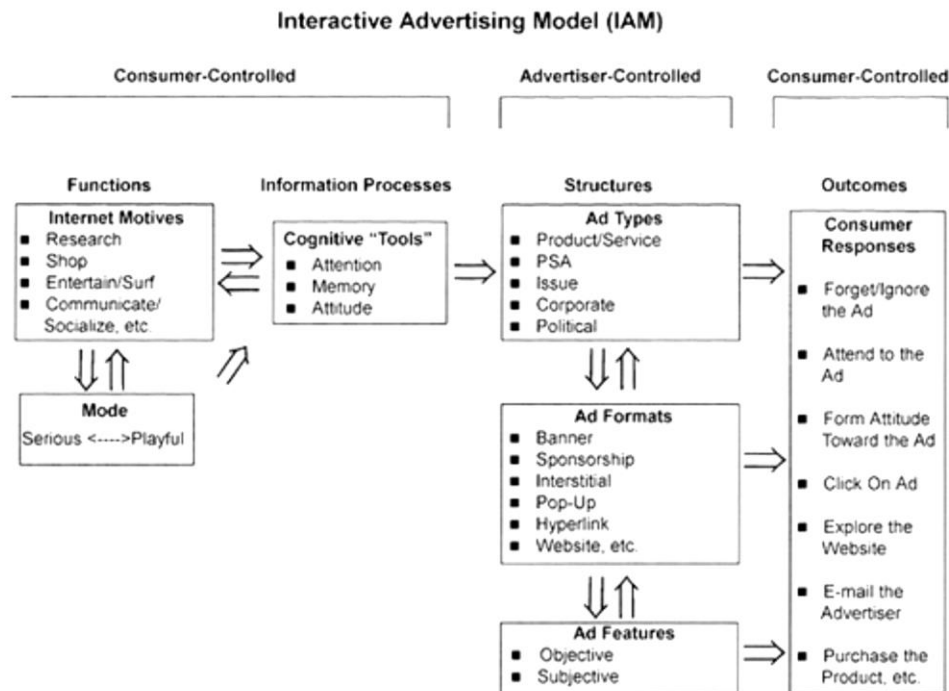 Interactive Advertising Model (IAM)
Consumer-Controlled
Advertiser-Controlled
Consumer-Controlled
Functions
Internet Motives
■ Research
■ Shop
■ Entertain/Surf
■ Communicate/
Socialize, etc.
Mode
Serious <---->Playful
Information Processes
Cognitive "Tools"
■ Attention
■ Memory
■ Attitude
Structures
Ad Types
■ Product/Service
■ PSA
■ Issue
■ Corporate
■ Political
Ad Formats
■ Banner
■ Sponsorship
■ Interstitial
■ Pop-Up
■ Hyperlink
■ Website, etc.
Ad Features
■ Objective
■ Subjective
Outcomes
Consumer
Responses
■ Forget/Ignore
the Ad
■ Attend to the
Ad
■ Form Attitude
Toward the Ad
■ Click On Ad
■ Explore the
Website
■ E-mail the
Advertiser
■ Purchase the
Product, etc.